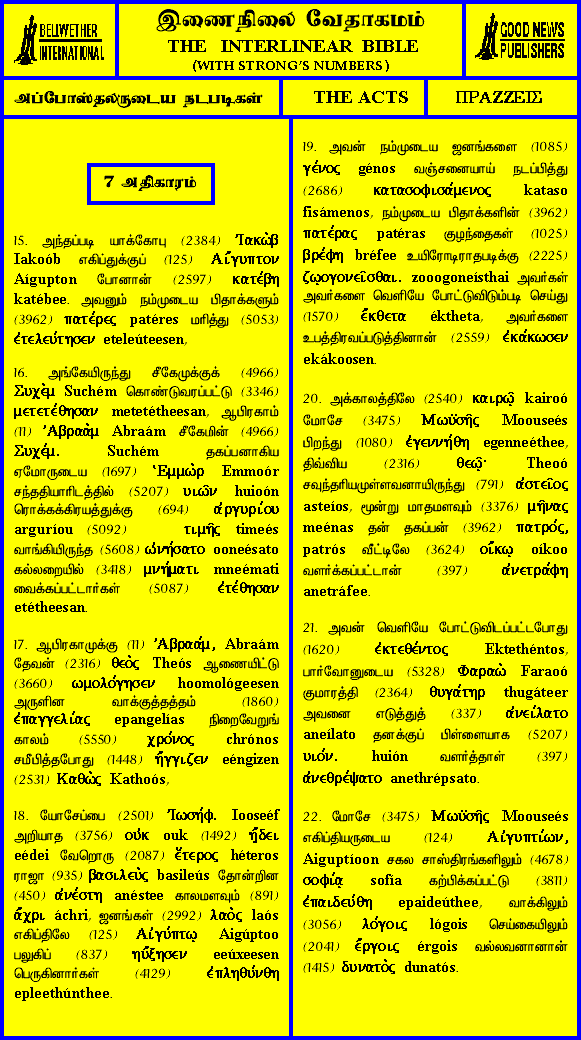 BELLWETHER
INTERNATIONAL
இணைநிலை வேதாகமம்
THE INTERLINEAR BIBLE
(WITH STRONG'S NUMBERS)
GOOD NEWS
PUBLISHERS
அப்போஸ்தலருடைய நடபடிகள்
THE ACTS
ΠΡΑΖΖΕΙΣ
7 அதிகாரம்
15. அந்தப்படி யாக்கோபு (2384) Ἰακὼβ
Iakoób எகிப்துக்குப் (125) Αἴγυπτον
Aígupton போனான் (2597) κατέβη
katébee. அவனும் நம்முடைய பிதாக்களும்
(3962) πατέρες patéres மரித்து (5053)
ἐτελεύτησεν eteleúteesen,
16. அங்கேயிருந்து சீகேமுக்குக் (4966)
Συχὲμ Suchém கொண்டுவரப்பட்டு (3346)
μετετέθησαν metetétheesan, ஆபிரகாம்
(11) Ἀβραὰμ Abraám சீகேமின் (4966)
Συχέμ. Suchém தகப்பனாகிய
ஏமோருடைய (1697) Ἑμμὼρ Emmoór
சந்ததியாரிடத்தில் (5207) υιῶν huioón
ரொக்கக்கிரயத்துக்கு (694) ἀργυρίου
arguríou (5092) τιμῆς timeés
வாங்கியிருந்த (5608) ὠνήσατο ooneésato
கல்லறையில் (3418) μνήματι mneémati
வைக்கப்பட்டார்கள் (5087) ἐτέθησαν
etétheesan.
17. ஆபிரகாமுக்கு (11) Ἀβραάμ, Abraám
தேவன் (2316) θεὸς Theós ஆணையிட்டு
(3660) ωμολόγησεν hoomológeesen
அருளின வாக்குத்தத்தம் (1860)
ἐπαγγελίας epangelías நிறைவேறுங்
காலம் (5550) χρόνος chrónos
சமீபித்தபோது (1448) ἤγγιζεν eéngizen
(2531) Καθὼς Kathoós,
18. யோசேப்பை (2501) Ἰωσήφ. Iooseéf
அறியாத (3756) οὐκ ouk (1492) ἤδει
eédei வேறொரு (2087) ἕτερος héteros
ராஜா (935) βασιλεὺς basileús தோன்றின
(450) ἀνέστη anéstee காலமளவும் (891)
ἄχρι áchri, ஜனங்கள் (2992) λαὸς laós
எகிப்திலே (125) Αἰγύπτῳ Aigúptoo
பலுகிப் (837) ηὔξησεν eeúxeesen
பெருகினார்கள் (4129) ἐπληθύνθη
epleethúnthee.
19. அவன் நம்முடைய ஜனங்களை (1085)
γένος génos வஞ்சனையாய் நடப்பித்து
(2686) κατασοφισάμενος kataso
fisámenos, நம்முடைய பிதாக்களின் (3962)
πατέρας patéras குழந்தைகள் (1025)
βρέφη bréfee உயிரோடிராதபடிக்கு (2225)
ζῳογονεῖσθαι. zooogoneísthai அவர்கள்
அவர்களை வெளியே போட்டுவிடும்படி செய்து
(1570) ἔκθετα éktheta, அவர்களை
உபத்திரவப்படுத்தினான் (2559) ἐκάκωσεν
ekákoosen.
20. அக்காலத்திலே (2540) καιρῷ kairoó
மோசே (3475) Μωϋσῆς Moouseés
பிறந்து (1080) ἐγεννήθη egenneéthee,
திவ்விய (2316) θεῷ· Theoó
சவுந்தரியமுள்ளவனாயிருந்து (791) ἀστεῖος
asteíos, மூன்று மாதமளவும் (3376) μῆνας
meénas தன் தகப்பன் (3962) πατρός,
patrós வீட்டிலே (3624) οἴκῳ oíkoo
வளர்க்கப்பட்டான் (397) ἀνετράφη
anetráfee.
21. அவன் வெளியே போட்டுவிடப்பட்டபோது
(1620) ἐκτεθέντος Ektethéntos,
பார்வோனுடைய (5328) Φαραὼ Faraoó
குமாரத்தி (2364) θυγάτηρ thugáteer
அவனை எடுத்துத் (337) ἀνείλατο
aneílato தனக்குப் பிள்ளையாக (5207)
υιόν. huión வளர்த்தாள் (397)
ἀνεθρέψατο anethrépsato.
22. மோசே (3475) Μωϋσῆς Moouseés
எகிப்தியருடைய (124) Αἰγυπτίων,
Aiguptíoon சகல சாஸ்திரங்களிலும் (4678)
σοφίᾳ sofía கற்பிக்கப்பட்டு (3811)
ἐπαιδεύθη epaideúthee, வாக்கிலும்
(3056) λόγοις lógois செய்கையிலும்
(2041) ἔργοις érgois வல்லவனானான்
(1415) δυνατὸς dunatós.